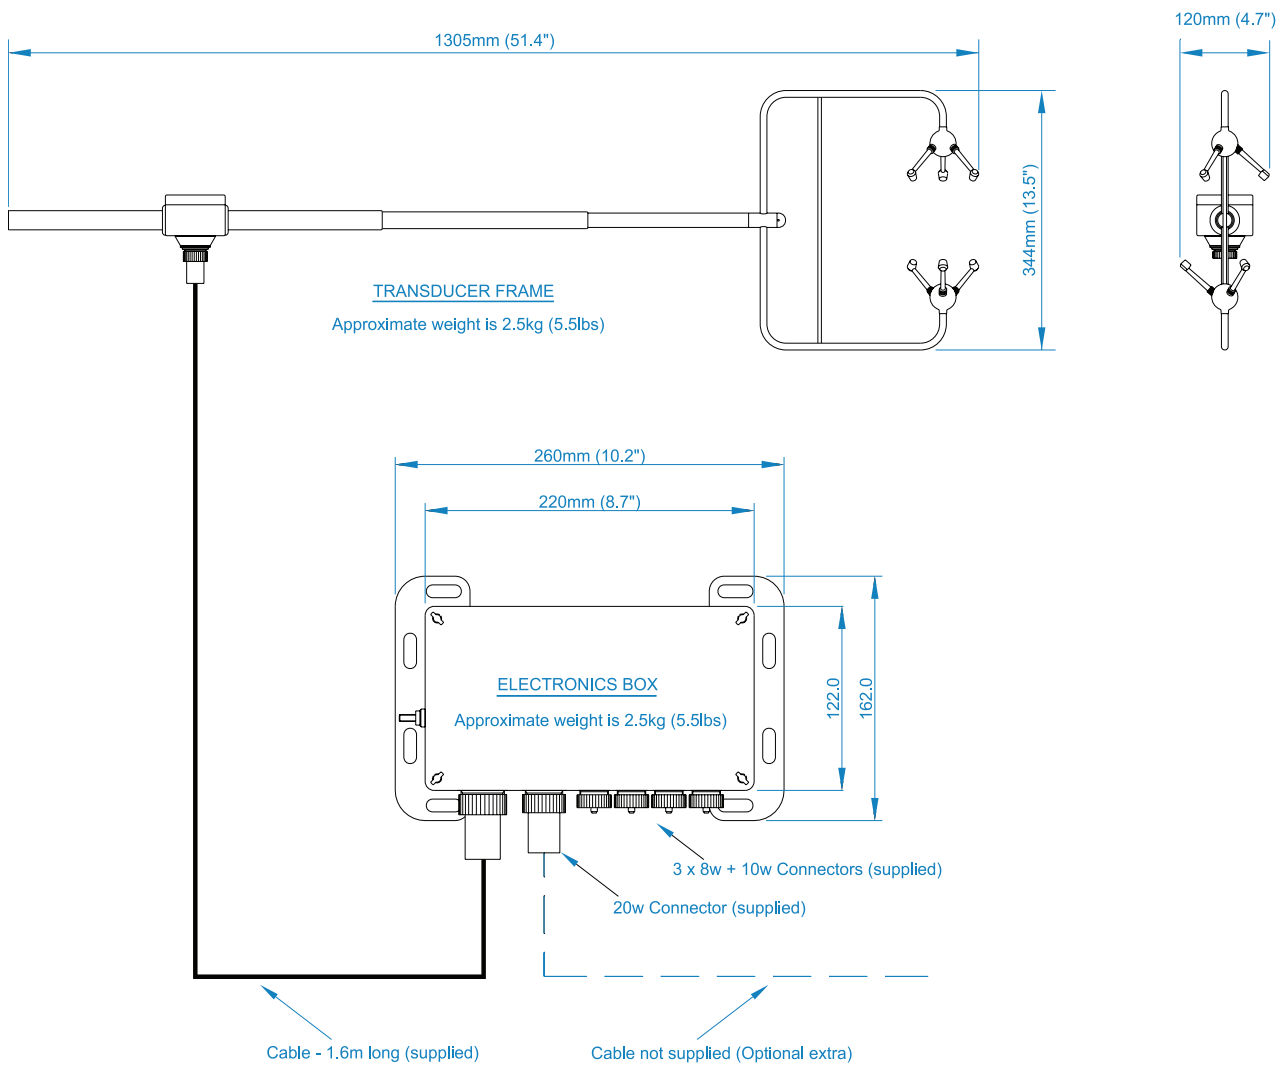 120mm (4.7")
1305mm (51.4")
344mm (13.5")
TRANSDUCER FRAME
Approximate weight is 2.5kg (5.5lbs)
260mm (10.2")
220mm (8.7")
ELECTRONICS BOX
Approximate weight is 2.5kg (5.5lbs)
122.0
162.0
3 x 8w + 10w Connectors (supplied)
20w Connector (supplied)
Cable - 1.6m long (supplied)
Cable not supplied (Optional extra)